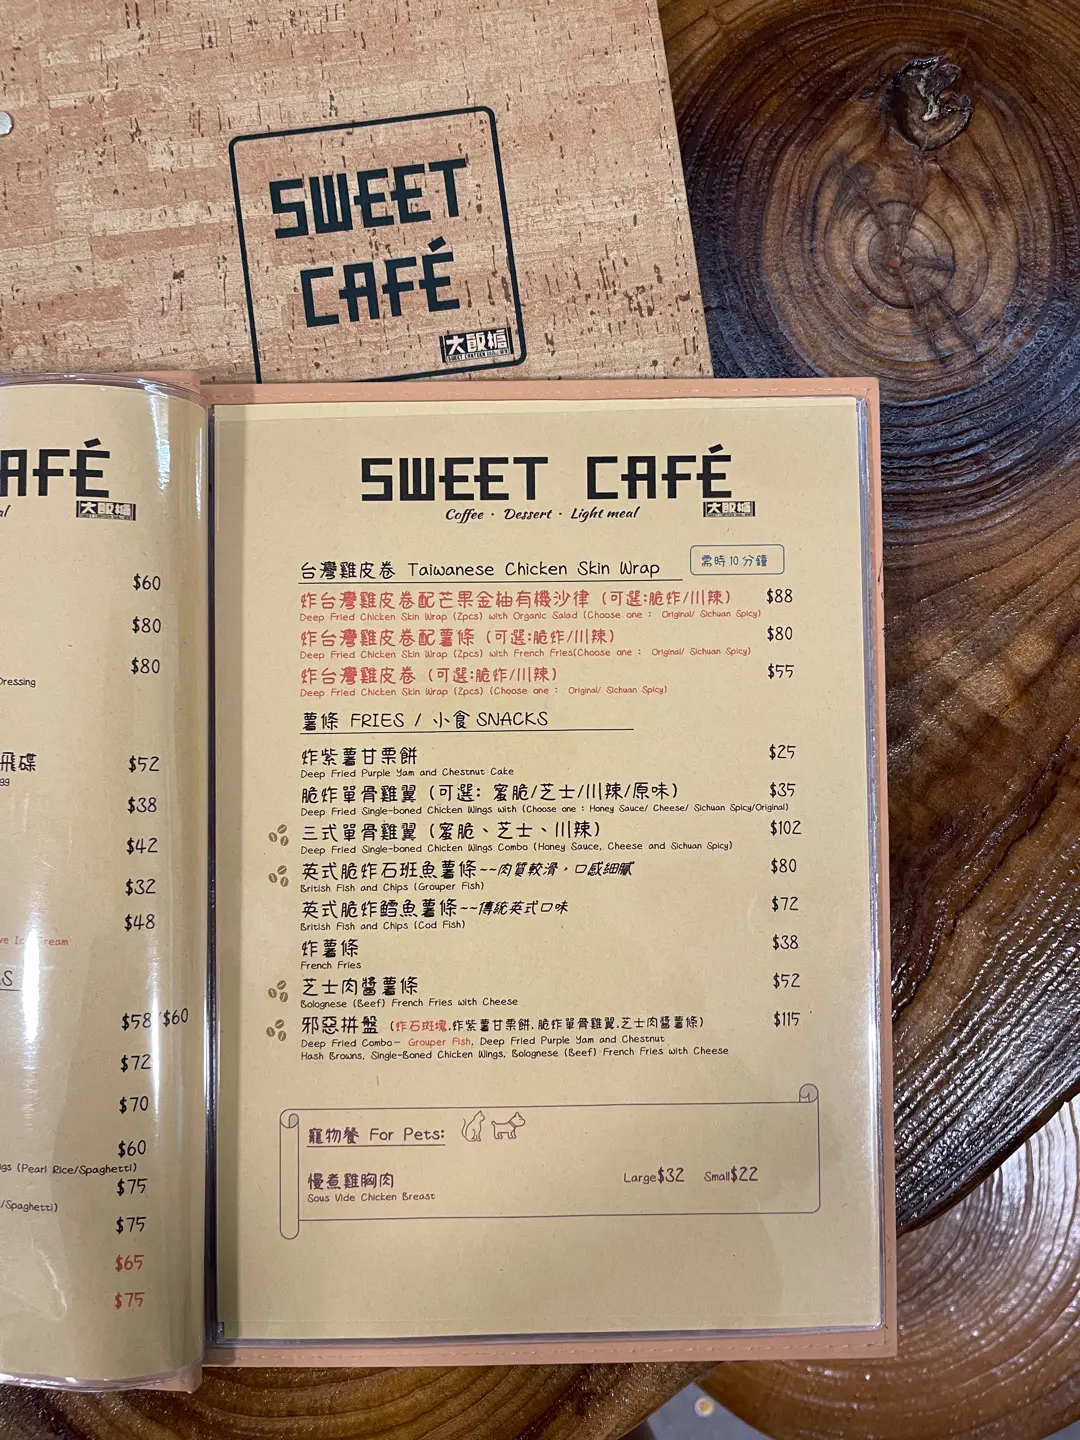 SWEET
CAFÉ
大飯檔
AFÉ
大飯檔
al
$60
$80
$80
Dressing
飛碟
$52
gg
$38
$42
$32
$48
ve Ice Cream
S
$58/$60
$72
$70
$60
gs (Pearl Rice/Spaghetti)
$75
/Spaghetti)
$75
$65
$75
SWEET CAFÉ
大飯檔
Coffee · Dessert · Light meal
台灣雞皮卷 Taiwanese Chicken Skin Wrap 需時10分鐘
炸台灣雞皮卷配芒果金柚有機沙律 (可選:脆炸/川辣) $88
Deep Fried Chicken Skin Wrap (2pcs) with Organic Salad (Choose one : Original/ Sichuan Spicy)
炸台灣雞皮卷配薯條 (可選:脆炸/川辣) $80
Deep Fried Chicken Skin Wrap (2pcs) with French Fries(Choose one : Original/ Sichuan Spicy)
炸台灣雞皮卷 (可選:脆炸/川辣) $55
Deep Fried Chicken Skin Wrap (2pcs) (Choose one : Original/ Sichuan Spicy)
薯條 FRIES / 小食 SNACKS
炸紫薯甘栗餅 $25
Deep Fried Purple Yam and Chestnut Cake
脆炸單骨雞翼 (可選: 蜜脆/芝士/川辣/原味) $35
Deep Fried Single-boned Chicken Wings with (Choose one : Honey Sauce/ Cheese/ Sichuan Spicy/Original)
三式單骨雞翼 (蜜脆、芝士、川辣) $102
Deep Fried Single-boned Chicken Wings Combo (Honey Sauce, Cheese and Sichuan Spicy)
英式脆炸石班魚薯條~~肉質較滑，口感細膩 $80
British Fish and Chips (Grouper Fish)
英式脆炸鱈魚薯條~~傳統英式口味 $72
British Fish and Chips (Cod Fish)
炸薯條 $38
French Fries
芝士肉醬薯條 $52
Bolognese (Beef) French Fries with Cheese
邪惡拼盤 (炸石斑塊,炸紫薯甘栗餅,脆炸單骨雞翼,芝士肉醬薯條) $115
Deep Fried Combo- Grouper Fish, Deep Fried Purple Yam and Chestnut
Hash Browns, Single-Boned Chicken Wings, Bolognese (Beef) French Fries with Cheese
寵物餐 For Pets:
慢煮雞胸肉 Large$32 Small$22
Sous Vide Chicken Breast